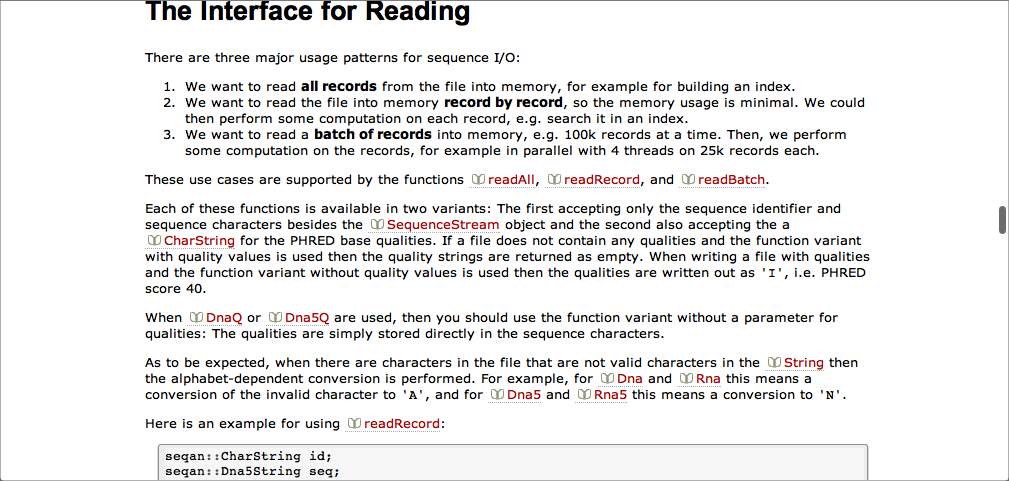 The Interface for Reading
There are three major usage patterns for sequence I/O:
1. We want to read all records from the file into memory, for example for building an index.
2. We want to read the file into memory record by record, so the memory usage is minimal. We could
then perform some computation on each record, e.g. search it in an index.
3. We want to read a batch of records into memory, e.g. 100k records at a time. Then, we perform
some computation on the records, for example in parallel with 4 threads on 25k records each.
These use cases are supported by the functions readAll, readRecord, and readBatch.
Each of these functions is available in two variants: The first accepting only the sequence identifier and
sequence characters besides the SequenceStream object and the second also accepting the a
CharString for the PHRED base qualities. If a file does not contain any qualities and the function variant
with quality values is used then the quality strings are returned as empty. When writing a file with qualities
and the function variant without quality values is used then the qualities are written out as 'I', i.e. PHRED
score 40.
When DnaQ or Dna5Q are used, then you should use the function variant without a parameter for
qualities: The qualities are simply stored directly in the sequence characters.
As to be expected, when there are characters in the file that are not valid characters in the String then
the alphabet-dependent conversion is performed. For example, for Dna and Rna this means a
conversion of the invalid character to 'A', and for Dna5 and Rna5 this means a conversion to 'N'.
Here is an example for using readRecord:
seqan::CharString id;
seqan::Dna5String seq;